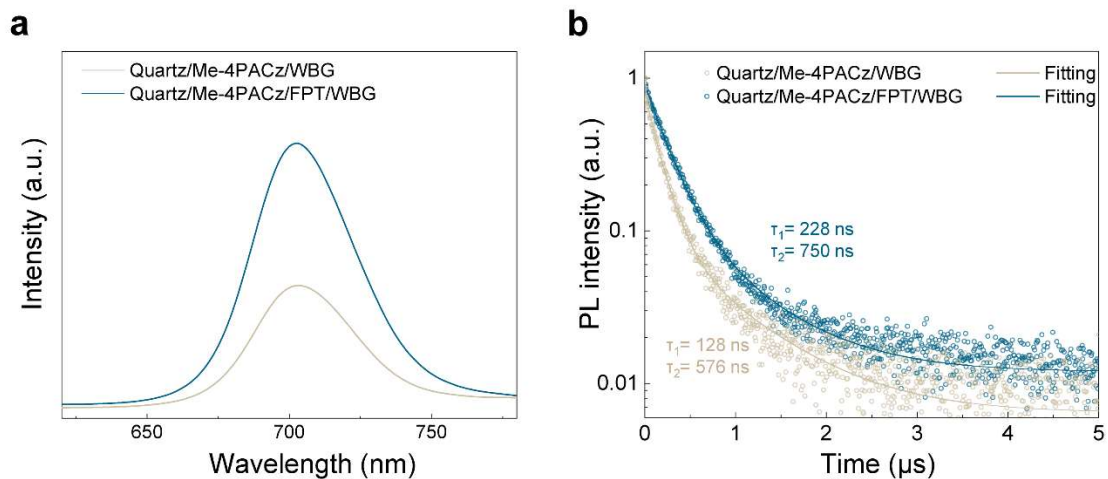 a
Quartz/Me-4PACz/WBG
Quartz/Me-4PACz/FPT/WBG
Intensity (a.u.)
650
700
750
Wavelength (nm)
b
Quartz/Me-4PACz/WBG
Fitting
Quartz/Me-4PACz/FPT/WBG
Fitting
PL intensity (a.u.)
1
0.1
0.01
τ₁= 228 ns
τ₂= 750 ns
τ₁= 128 ns
τ₂= 576 ns
0
1
2
3
4
5
Time (μs)